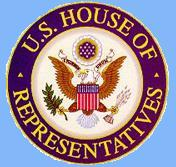 U.S. HOUSE OF
REPRESENTATIVES